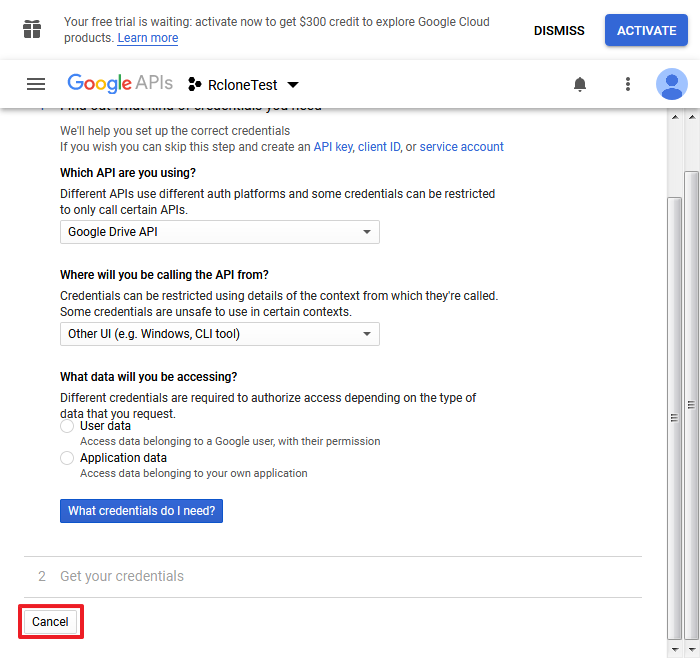 Your free trial is waiting: activate now to get $300 credit to explore Google Cloud
products. Learn more
DISMISS
ACTIVATE
Google APIs
RcloneTest
1 Find out what kind of credentials you need
We'll help you set up the correct credentials
If you wish you can skip this step and create an API key, client ID, or service account
Which API are you using?
Different APIs use different auth platforms and some credentials can be restricted
to only call certain APIs.
Google Drive API
Where will you be calling the API from?
Credentials can be restricted using details of the context from which they're called.
Some credentials are unsafe to use in certain contexts.
Other UI (e.g. Windows, CLI tool)
What data will you be accessing?
Different credentials are required to authorize access depending on the type of
data that you request.
User data
Access data belonging to a Google user, with their permission
Application data
Access data belonging to your own application
What credentials do I need?
2 Get your credentials
Cancel